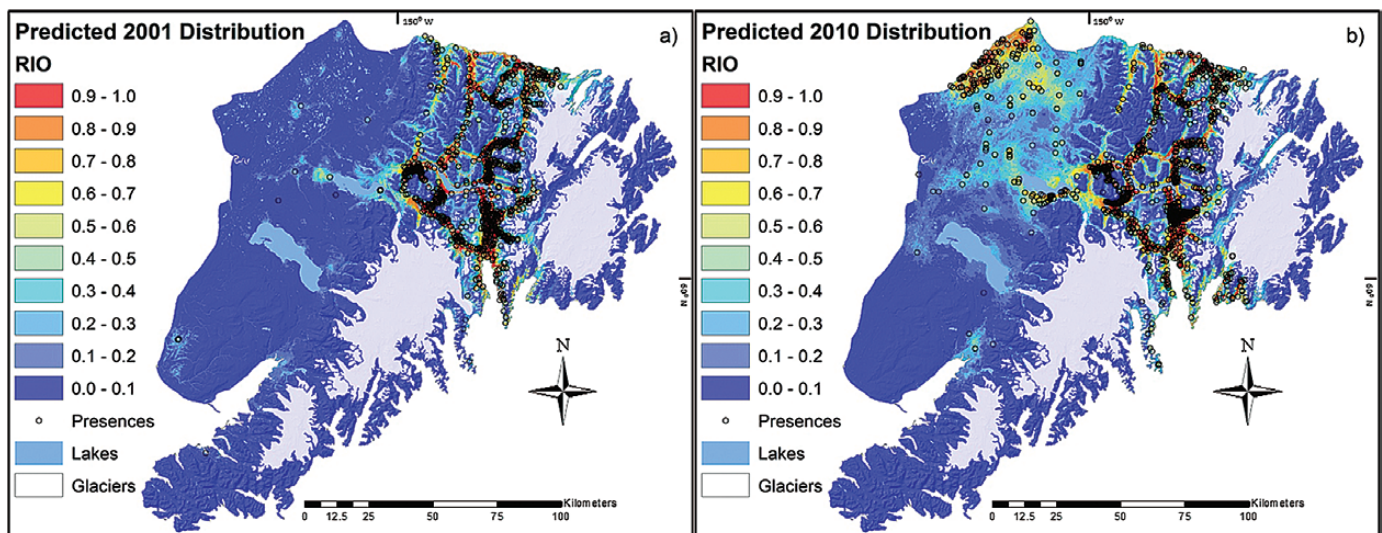 Predicted 2001 Distribution
150° W
a)
RIO
0.9 - 1.0
0.8 - 0.9
0.7 - 0.8
0.6 - 0.7
0.5 - 0.6
0.4 - 0.5
0.3 - 0.4
0.2 - 0.3
0.1 - 0.2
0.0 - 0.1
Presences
Lakes
Glaciers
60° N
N
Kilometers
0 12.5 25 50 75 100
Predicted 2010 Distribution
150° W
b)
RIO
0.9 - 1.0
0.8 - 0.9
0.7 - 0.8
0.6 - 0.7
0.5 - 0.6
0.4 - 0.5
0.3 - 0.4
0.2 - 0.3
0.1 - 0.2
0.0 - 0.1
Presences
Lakes
Glaciers
60° N
N
Kilometers
0 12.5 25 50 75 100